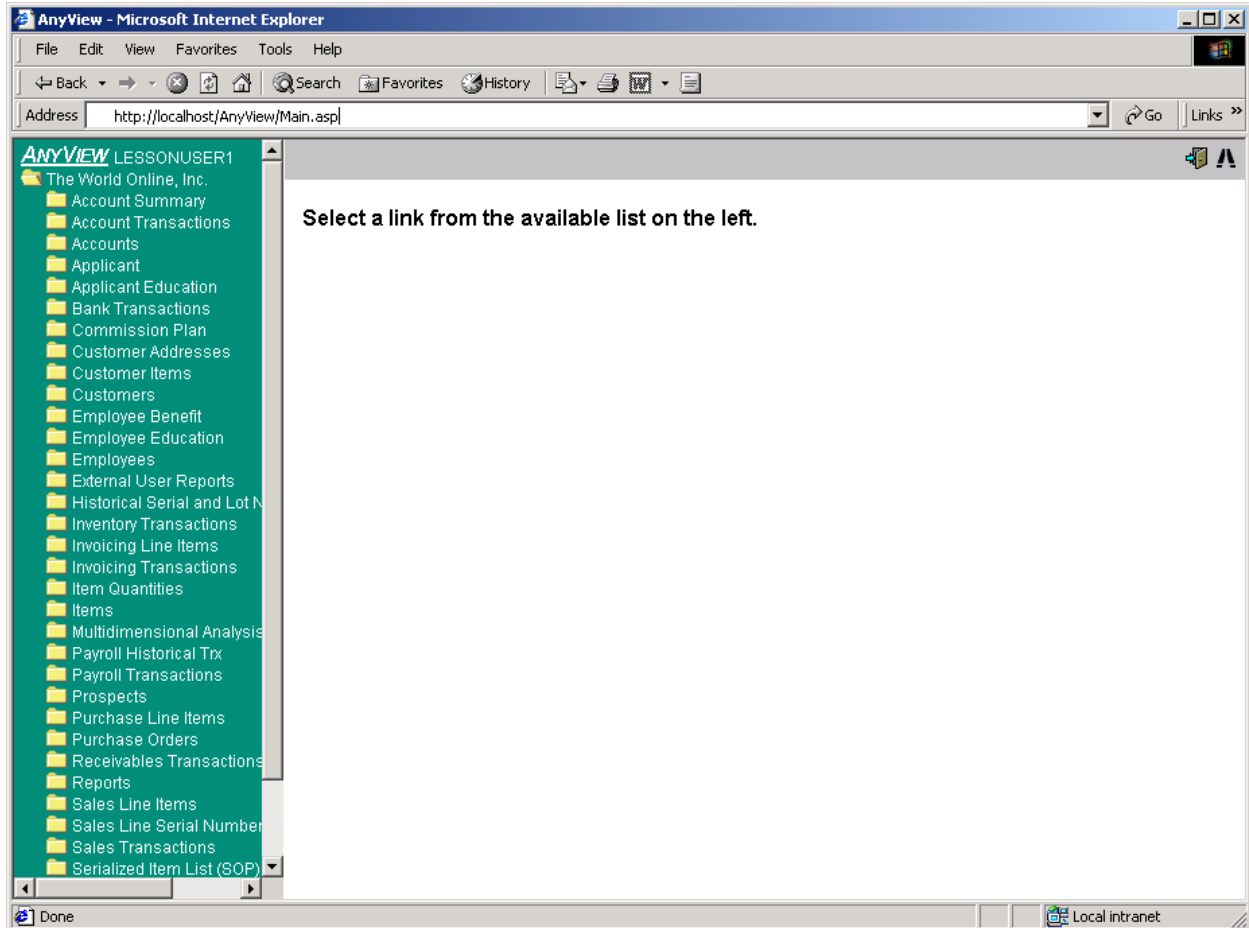 AnyView - Microsoft Internet Explorer
File Edit View Favorites Tools Help
Back Search Favorites History
Address http://localhost/AnyView/Main.asp Go Links »
ANYVIEW LESSONUSER1
The World Online, Inc.
Account Summary
Account Transactions
Accounts
Applicant
Applicant Education
Bank Transactions
Commission Plan
Customer Addresses
Customer Items
Customers
Employee Benefit
Employee Education
Employees
External User Reports
Historical Serial and Lot N
Inventory Transactions
Invoicing Line Items
Invoicing Transactions
Item Quantities
Items
Multidimensional Analysis
Payroll Historical Trx
Payroll Transactions
Prospects
Purchase Line Items
Purchase Orders
Receivables Transactions
Reports
Sales Line Items
Sales Line Serial Number
Sales Transactions
Serialized Item List (SOP)
Select a link from the available list on the left.
Done Local intranet